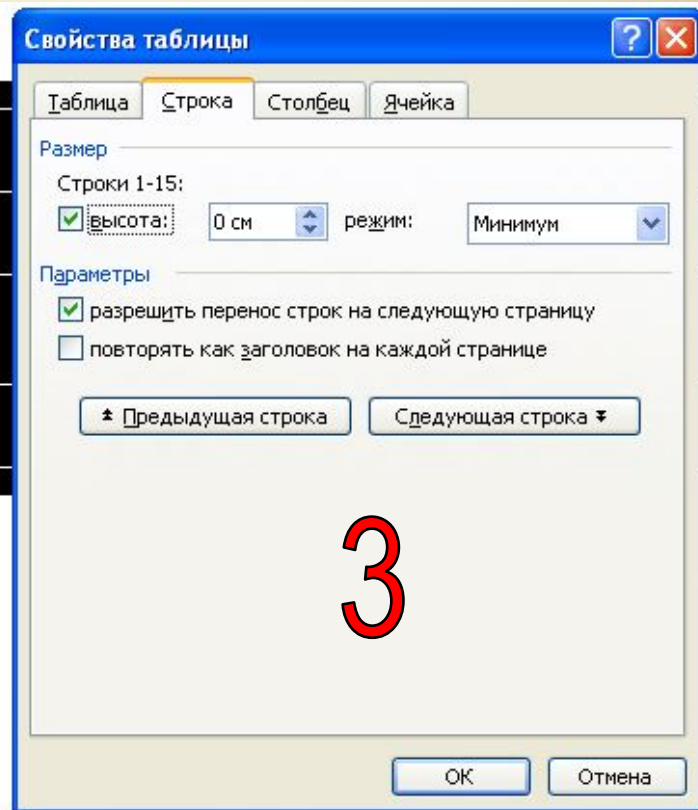 Свойства таблицы
Таблица Строка Столбец Ячейка
Размер
Строки 1-15:
высота: 0 см режим: Минимум
Параметры
разрешить перенос строк на следующую страницу
повторять как заголовок на каждой странице
Предыдущая строка Следующая строка
3
ОК Отмена